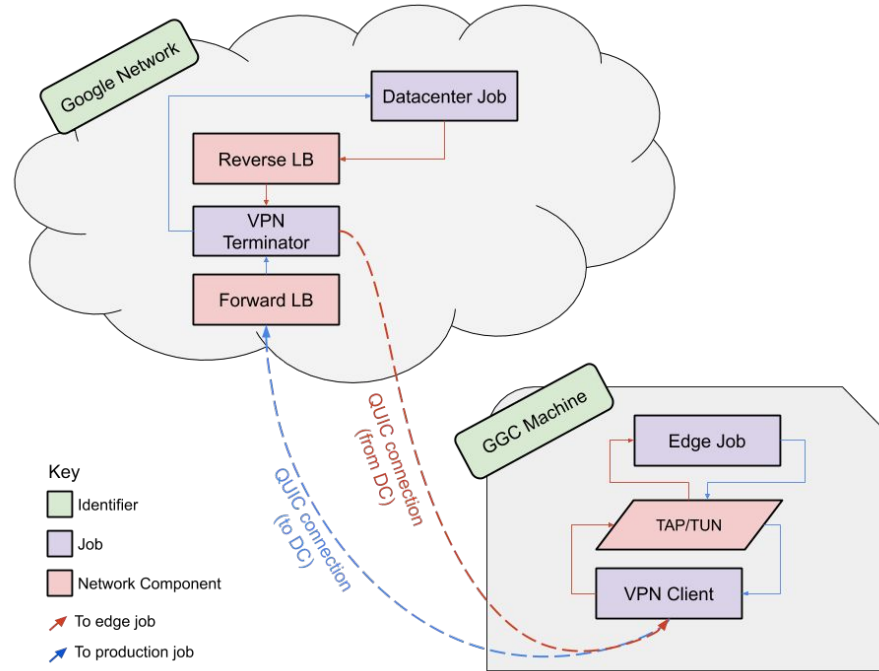 Google Network
Datacenter Job
Reverse LB
VPN
Terminator
Forward LB
QUIC connection
(from DC)
QUIC connection
(to DC)
GGC Machine
Edge Job
TAP/TUN
VPN Client
Key
Identifier
Job
Network Component
To edge job
To production job